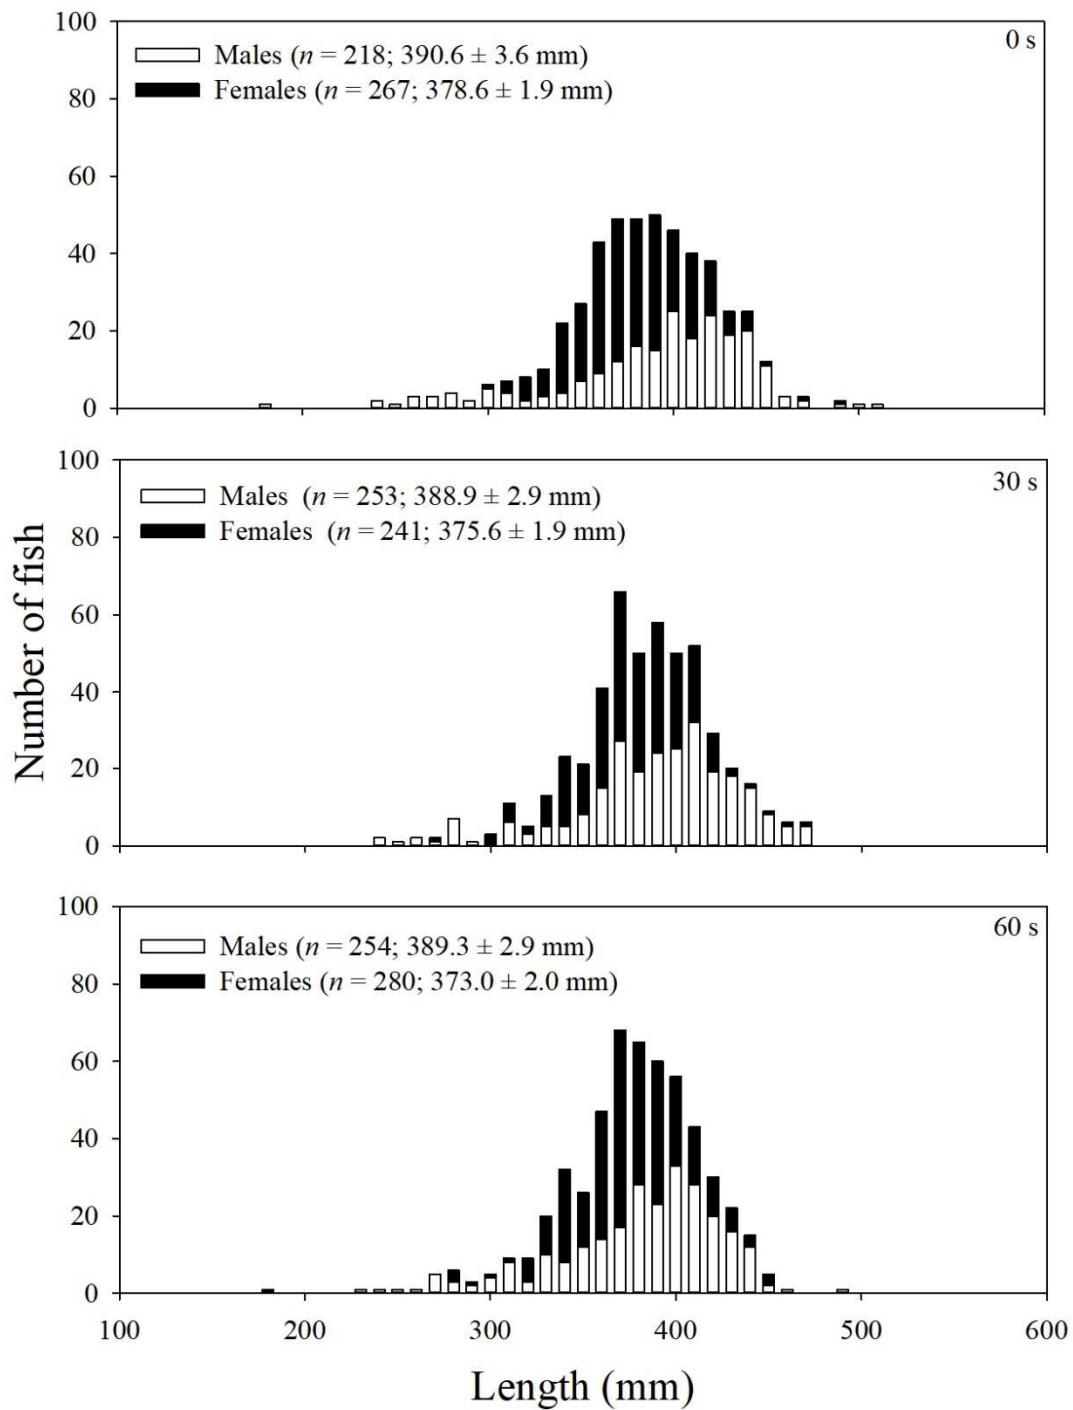 100
0 s
Males (n = 218; 390.6 ± 3.6 mm)
Females (n = 267; 378.6 ± 1.9 mm)
80
60
40
20
0
100
30 s
Males (n = 253; 388.9 ± 2.9 mm)
Females (n = 241; 375.6 ± 1.9 mm)
80
60
40
20
0
Number of fish
100
60 s
Males (n = 254; 389.3 ± 2.9 mm)
Females (n = 280; 373.0 ± 2.0 mm)
80
60
40
20
0
100 200 300 400 500 600
Length (mm)